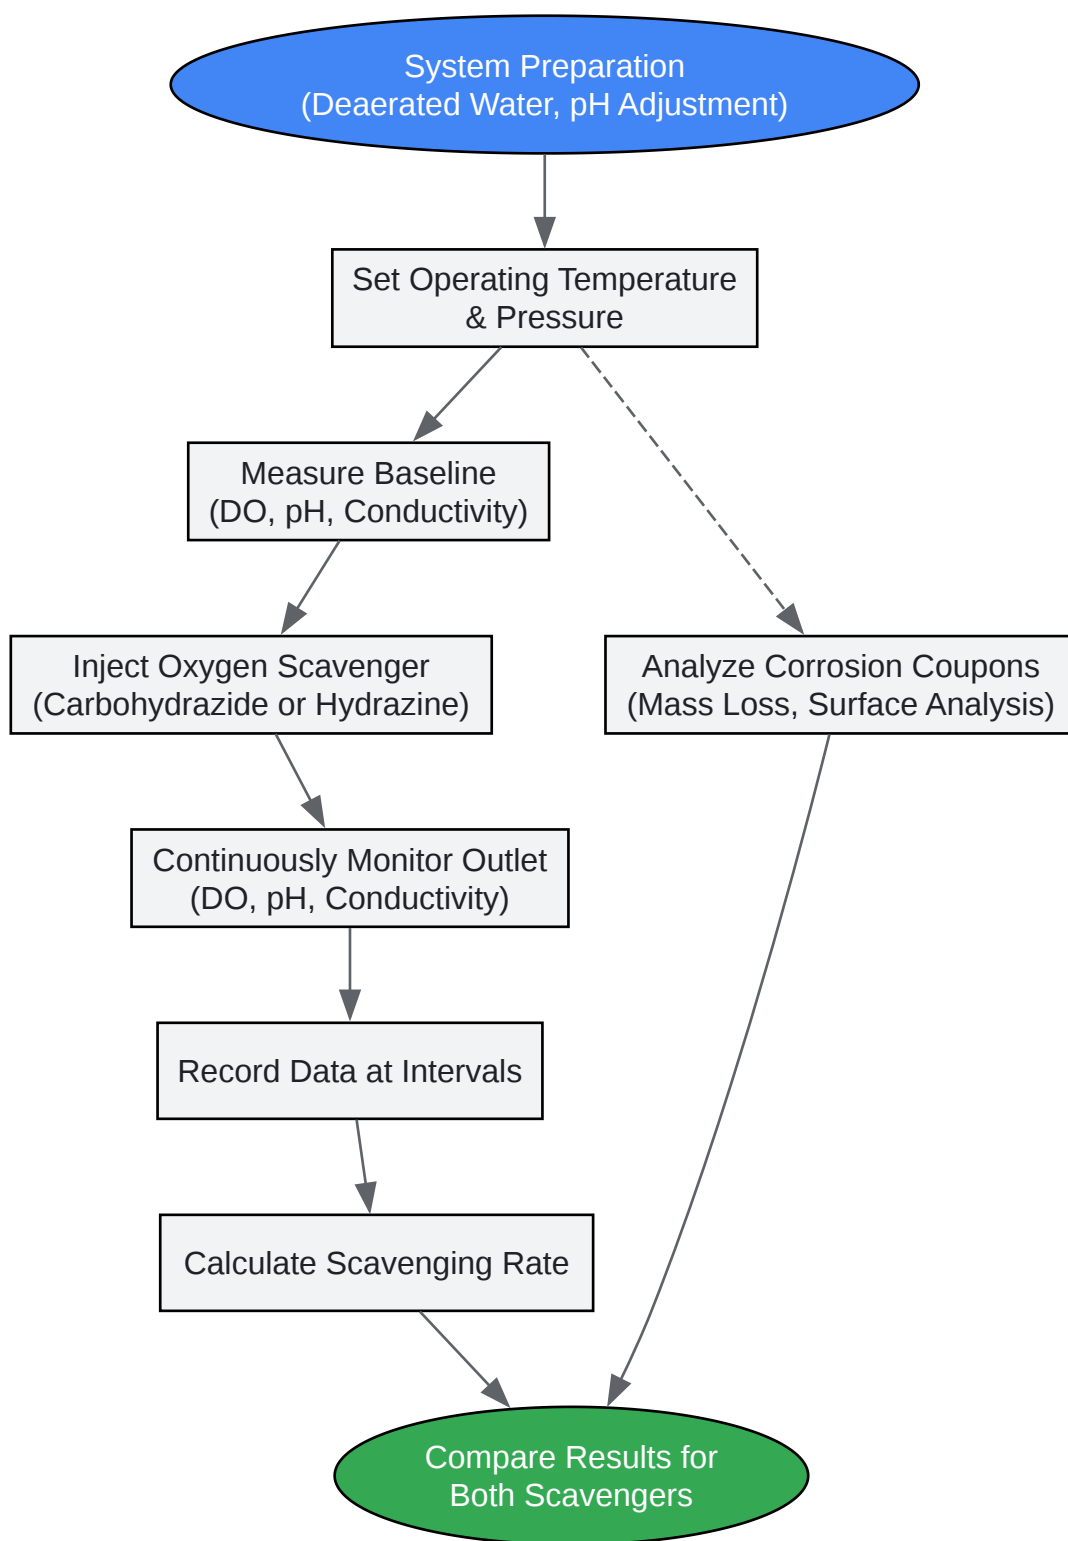 System Preparation
(Deaerated Water, pH Adjustment)
Set Operating Temperature
& Pressure
Measure Baseline
(DO, pH, Conductivity)
Inject Oxygen Scavenger
(Carbohydrazide or Hydrazine)
Analyze Corrosion Coupons
(Mass Loss, Surface Analysis)
Continuously Monitor Outlet
(DO, pH, Conductivity)
Record Data at Intervals
Calculate Scavenging Rate
Compare Results for
Both Scavengers